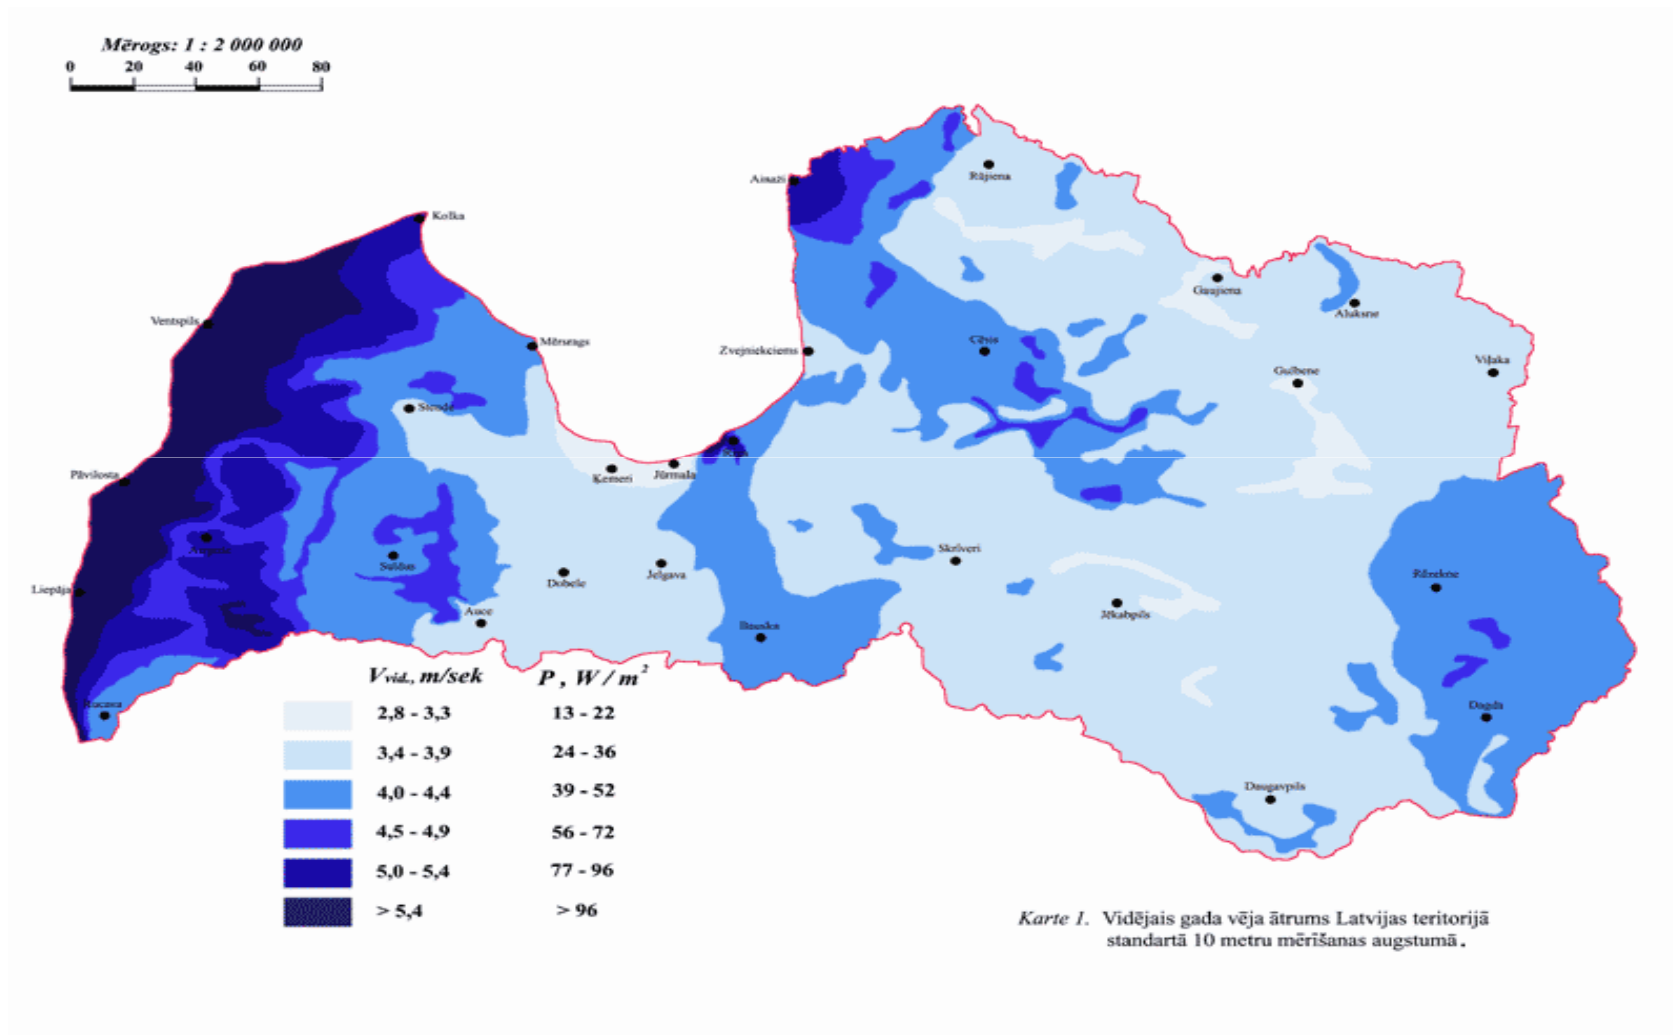 Mērogs: 1 : 2 000 000
0 20 40 60 80
Ainaži
Rūjiena
Kolka
Gaujiena
Alūksne
Ventspils
Mērsrags
Zvejniekciems
Cēsis
Gulbene
Viļaka
Stende
Rīga
Pāvilosta
Ķemeri
Jūrmala
Skrīveri
Saldus
Dobele
Jelgava
Rēzekne
Liepāja
Auce
Jēkabpils
Bauska
Rucava
Dagda
Daugavpils
Vvid., m/sek P , W / m²
2,8 - 3,3 13 - 22
3,4 - 3,9 24 - 36
4,0 - 4,4 39 - 52
4,5 - 4,9 56 - 72
5,0 - 5,4 77 - 96
> 5,4 > 96
Karte 1. Vidējais gada vēja ātrums Latvijas teritorijā
standartā 10 metru mērīšanas augstumā.